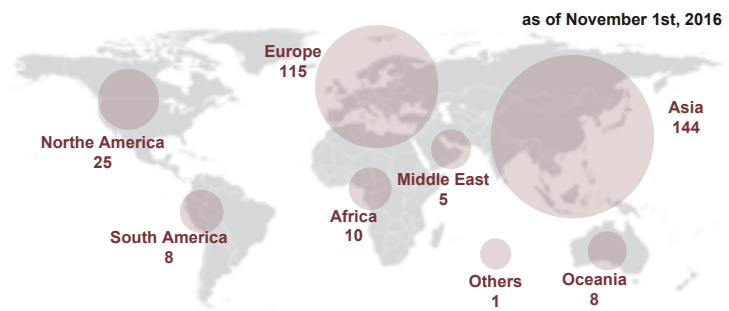 as of November 1st, 2016
Europe
115
Asia
144
Northe America
25
Middle East
5
Africa
10
South America
8
Others
1
Oceania
8